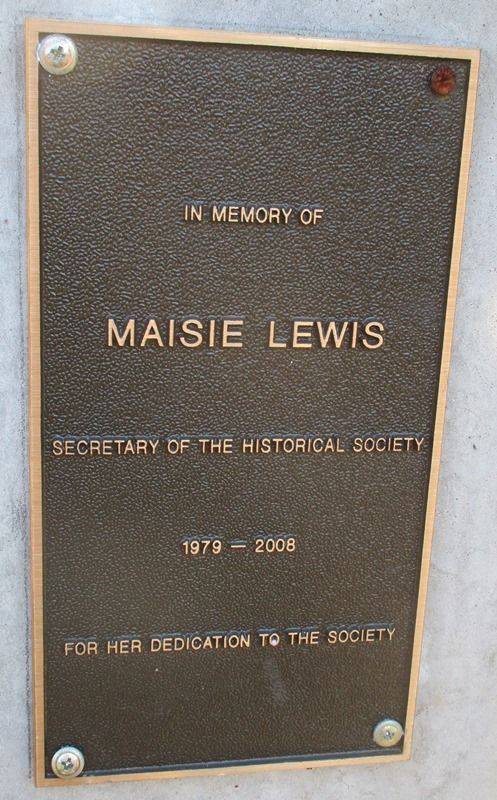 IN MEMORY OF
MAISIE LEWIS
SECRETARY OF THE HISTORICAL SOCIETY
1979 — 2008
FOR HER DEDICATION TO THE SOCIETY